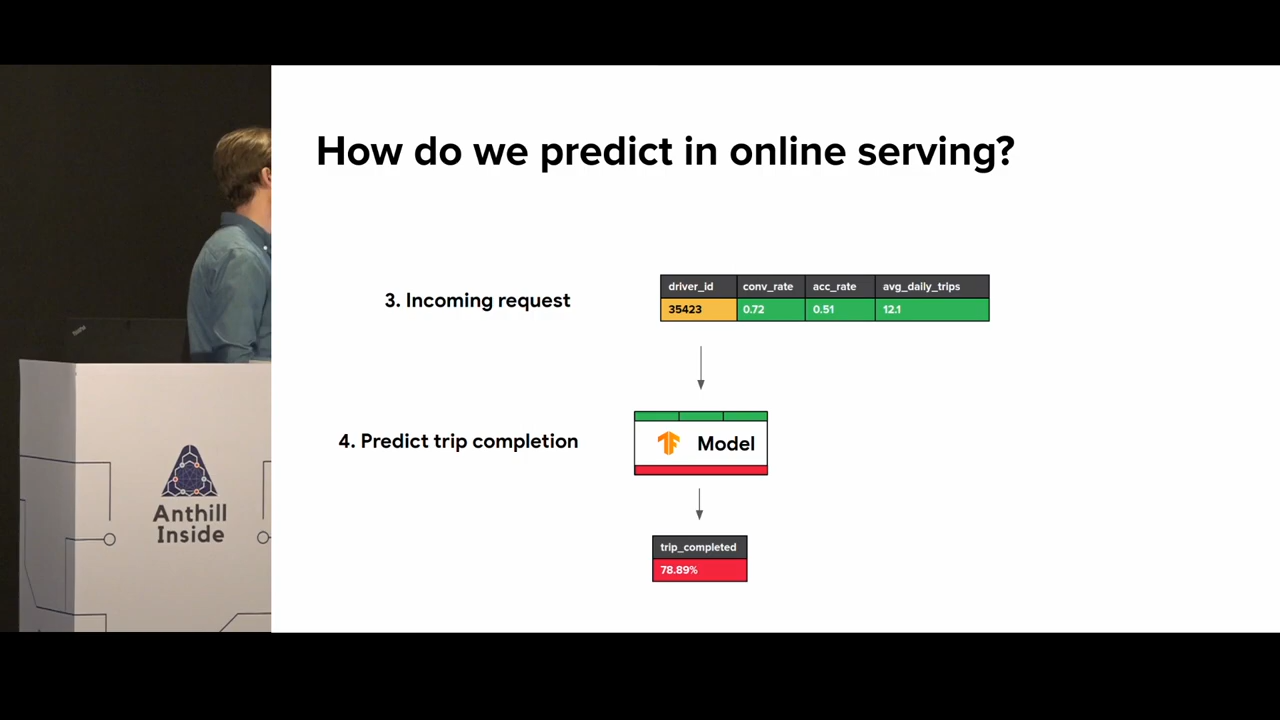 How do we predict in online serving?
3. Incoming request
driver_id conv_rate acc_rate avg_daily_trips
35423 0.72 0.51 12.1
4. Predict trip completion
Model
trip_completed
78.89%
ThinkPad
Anthill
Inside